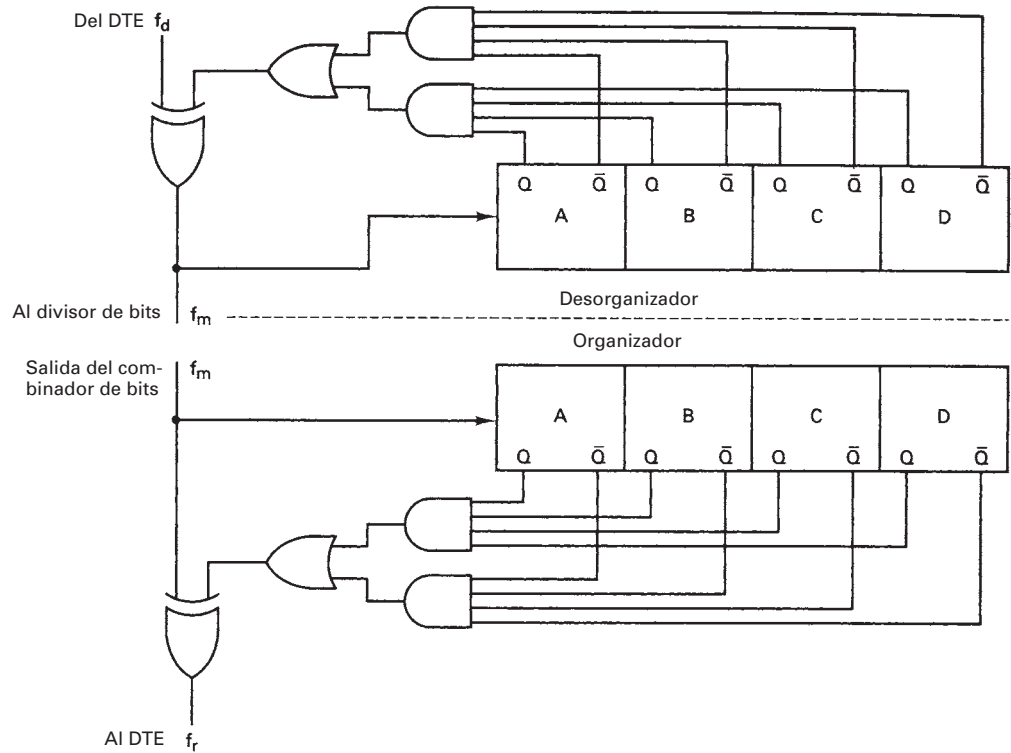 Del DTE f_d
Q Q̄ Q Q̄ Q Q̄ Q Q̄
A B C D
Al divisor de bits f_m
Desorganizador
Organizador
Salida del com-
binador de bits
f_m
A B C D
Q Q̄ Q Q̄ Q Q̄ Q Q̄
Al DTE f_r